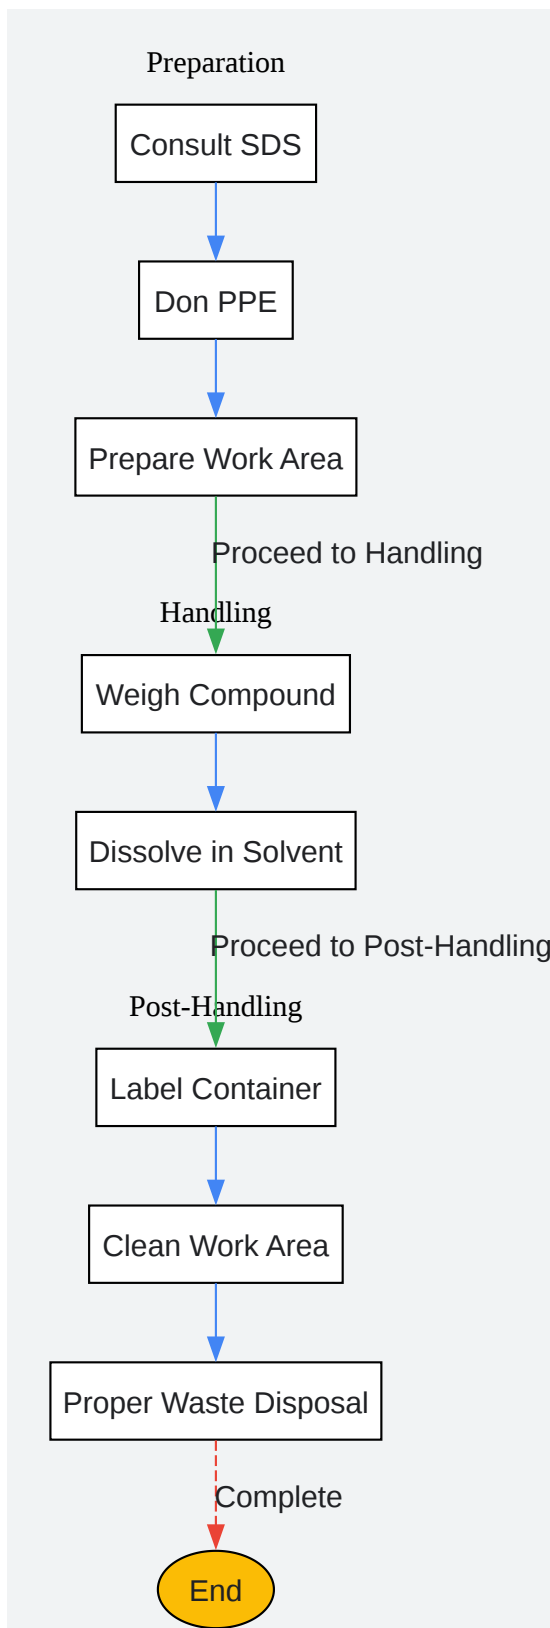 Preparation
Consult SDS
Don PPE
Prepare Work Area
Proceed to Handling
Handling
Weigh Compound
Dissolve in Solvent
Proceed to Post-Handling
Post-Handling
Label Container
Clean Work Area
Proper Waste Disposal
Complete
End